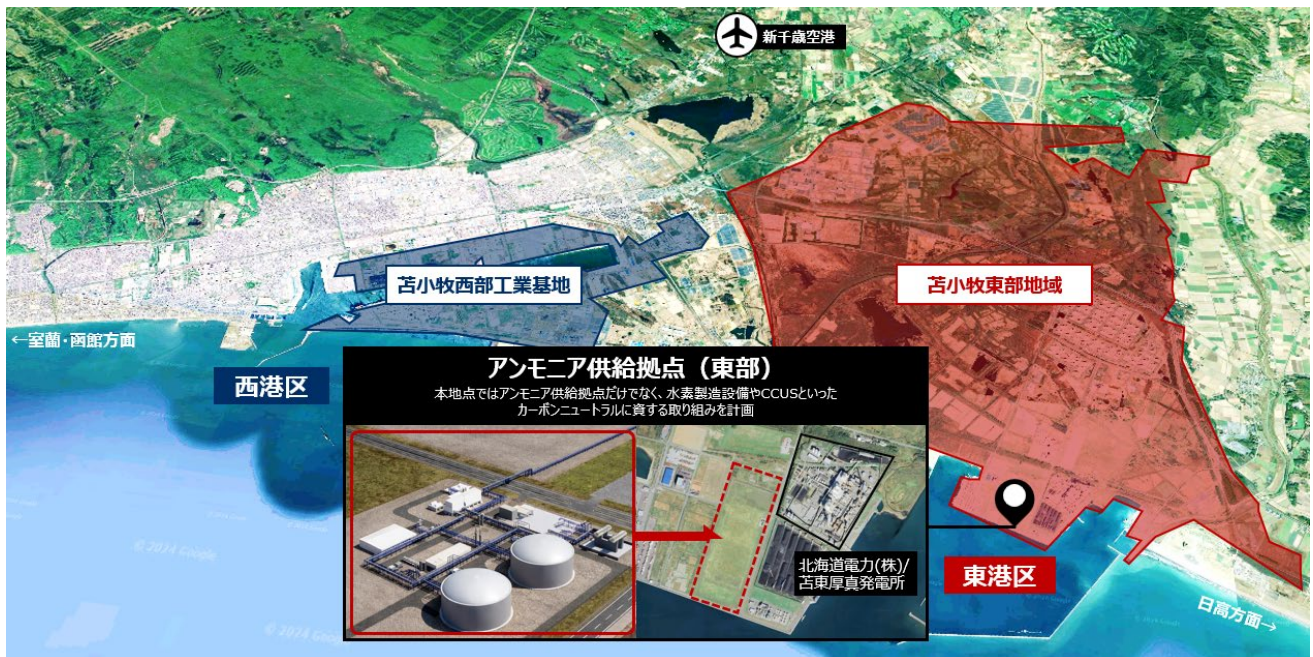 新千歳空港
苫小牧西部工業基地
苫小牧東部地域
←室蘭・函館方面
西港区
アンモニア供給拠点（東部）
本地点ではアンモニア供給拠点だけでなく、水素製造設備やCCUSといった
カーボンニュートラルに資する取り組みを計画
北海道電力(株)/
苫東厚真発電所
東港区
日高方面→
© 2024 Google
© 2024 Google